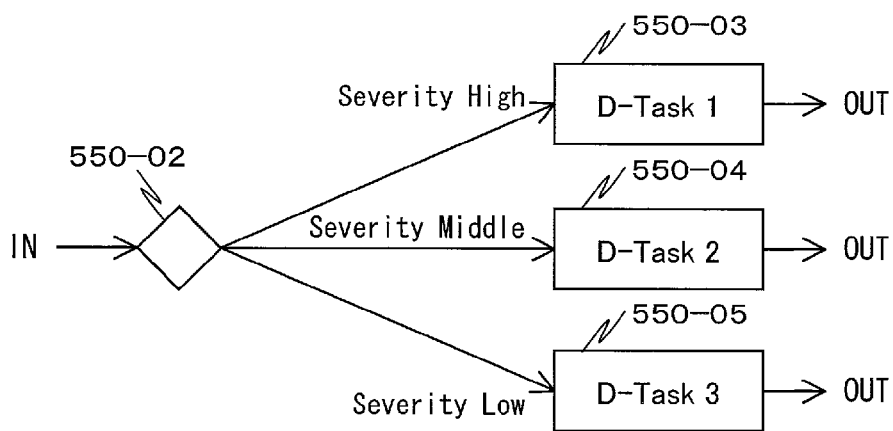 550-03
Severity High
D-Task 1
OUT
550-02
550-04
IN
Severity Middle
D-Task 2
OUT
550-05
Severity Low
D-Task 3
OUT